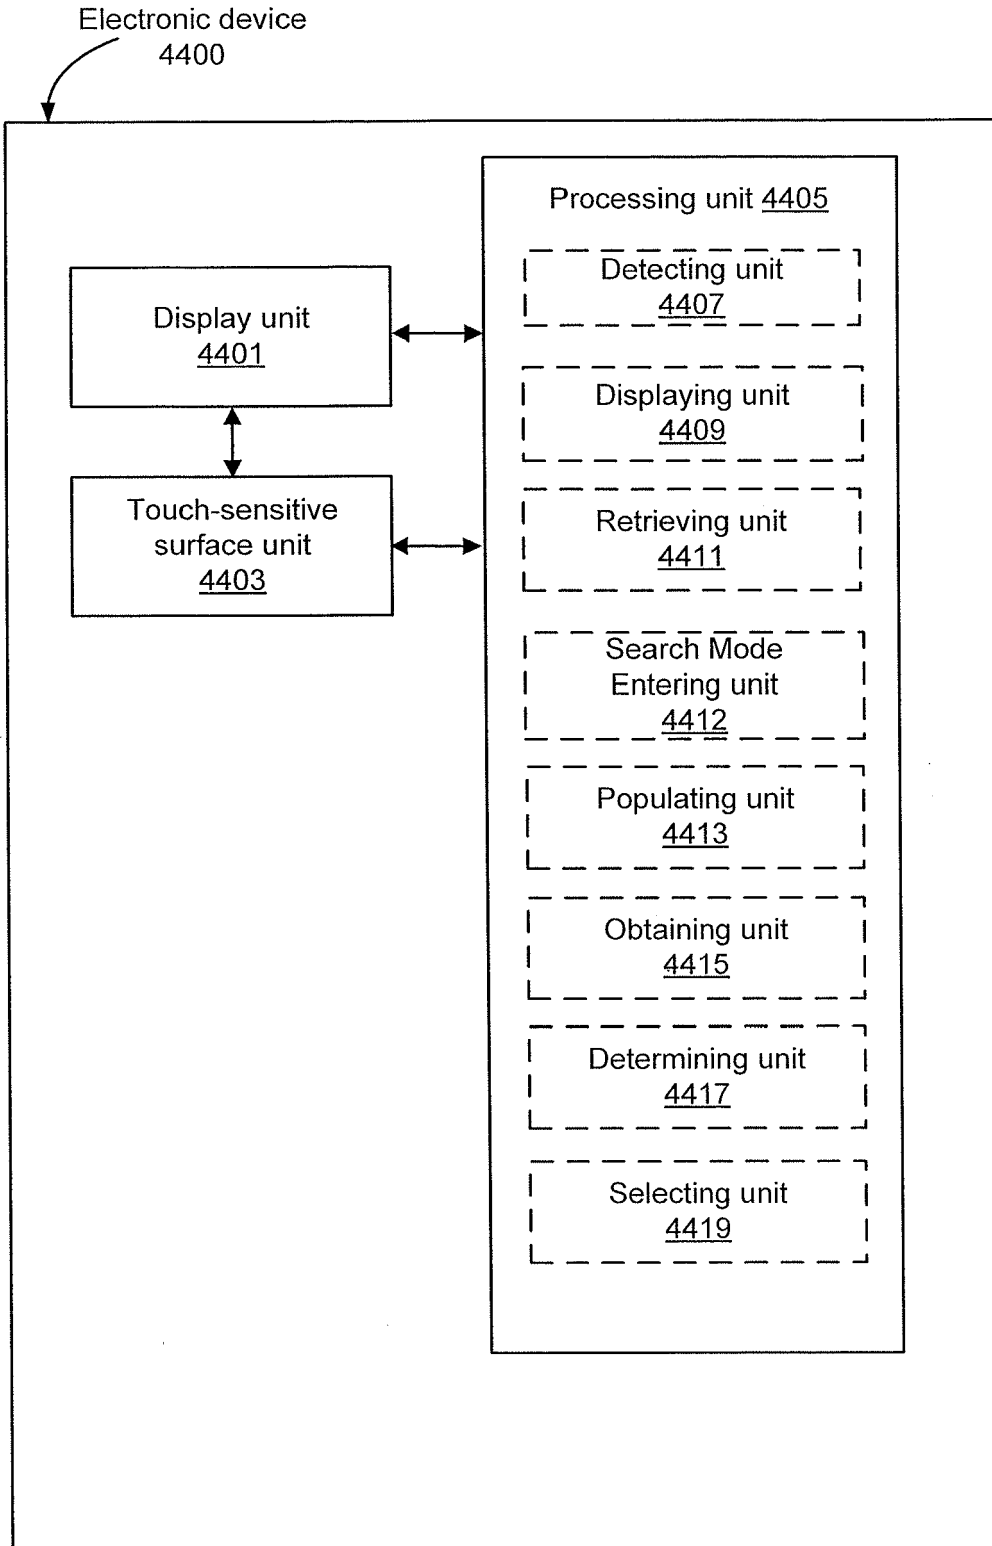 Electronic device
4400
Processing unit 4405
Detecting unit
4407
Display unit
4401
Displaying unit
4409
Touch-sensitive
surface unit
4403
Retrieving unit
4411
Search Mode
Entering unit
4412
Populating unit
4413
Obtaining unit
4415
Determining unit
4417
Selecting unit
4419